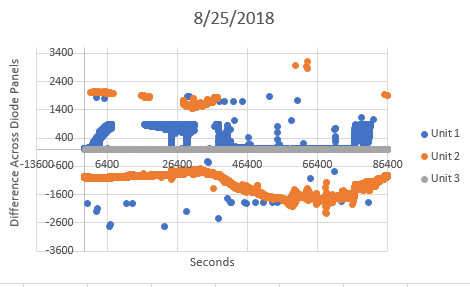 8/25/2018
Difference Across Diode Panels
3400
2400
1400
400
-600
-1600
-2600
-3600
-13600 6400 26400 46400 66400 86400
Seconds
Unit 1
Unit 2
Unit 3